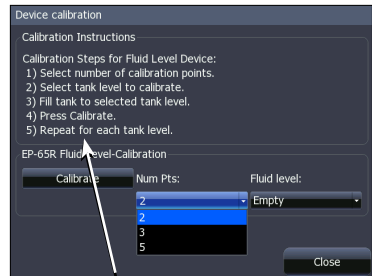 Device calibration
Calibration Instructions
Calibration Steps for Fluid Level Device:
1) Select number of calibration points.
2) Select tank level to calibrate.
3) Fill tank to selected tank level.
4) Press Calibrate.
5) Repeat for each tank level.
EP-65R Fluid Level-Calibration
Calibrate Num Pts: Fluid level:
2 Empty
2
3
5
Close